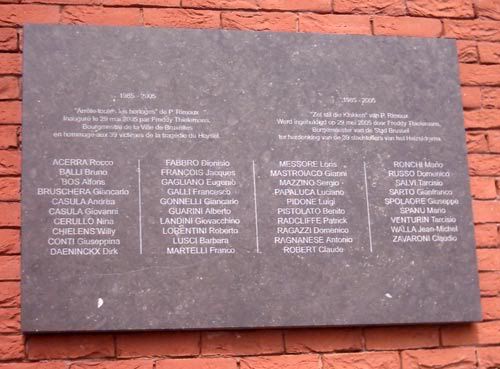 1985 - 2005
"Arrête-toutes les horloges" de P. Rimoux
Inauguré le 29 mai 2005 par Freddy Thielemans,
Bourgmestre de la Ville de Bruxelles
en hommage aux 39 victimes de la tragédie du Heysel.
1985 - 2005
"Zet stil die Klokken" van P. Rimoux
Werd ingehuldigd op 29 mei 2005 door Freddy Thielemans,
Burgemeester van de Stad Brussel
ter herdenking van de 39 slachtoffers van het Heizeldrama.
ACERRA Rocco
BALLI Bruno
BOS Alfons
BRUSCHERA Giancarlo
CASULA Andrea
CASULA Giovanni
CERULLO Nina
CHIELENS Willy
CONTI Giuseppina
DAENINCKX Dirk
FABBRO Dionisio
FRANÇOIS Jacques
GAGLIANO Eugenio
GALLI Francesco
GONNELLI Giancarlo
GUARINI Alberto
LANDINI Giovacchino
LORENTINI Roberto
LUSCI Barbara
MARTELLI Franco
MESSORE Loris
MASTROIACO Gianni
MAZZINO Sergio
PAPALUCA Luciano
PIDONE Luigi
PISTOLATO Benito
RADCLIFFE Patrick
RAGAZZI Domenico
RAGNANESE Antonio
ROBERT Claude
RONCHI Mario
RUSSO Domenico
SALVI Tarcisio
SARTO Gianfranco
SPOLAORE Giuseppe
SPANU Mario
VENTURIN Tarcisio
WALLA Jean-Michel
ZAVARONI Claudio